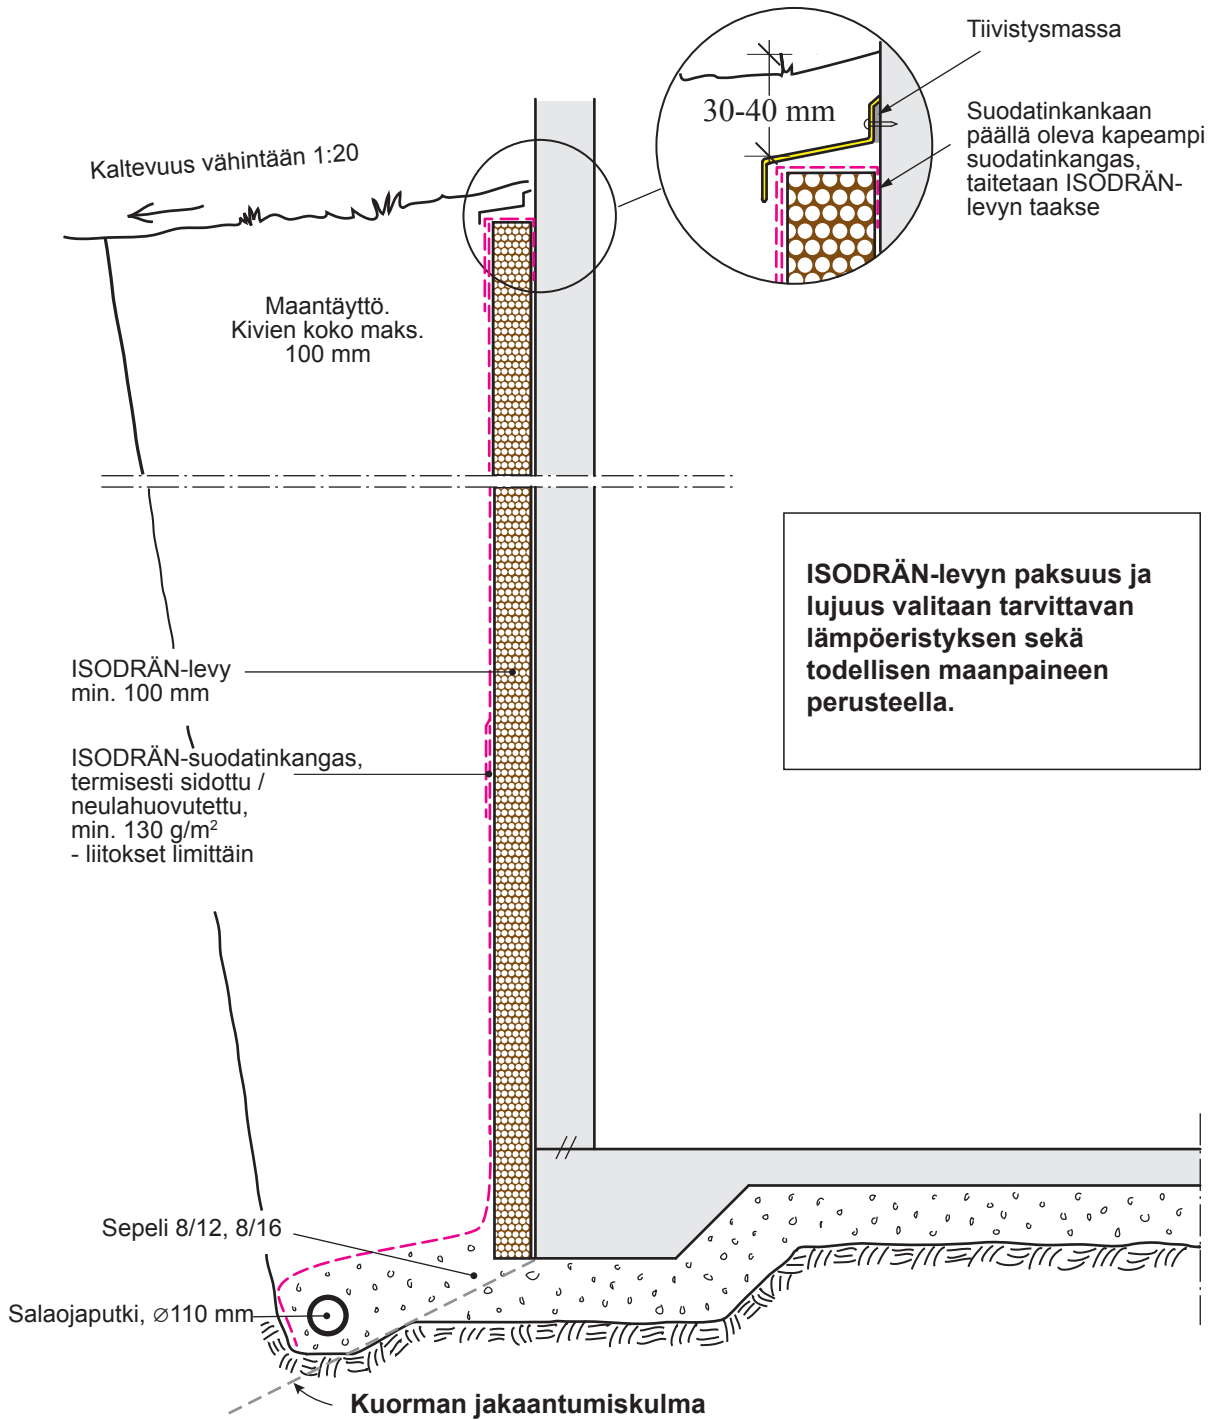 Tiivistysmassa
30-40 mm
Suodatinkankaan
päällä oleva kapeampi
suodatinkangas,
taitetaan ISODRÄN-
levyn taakse
Kaltevuus vähintään 1:20
Maantäyttö.
Kivien koko maks.
100 mm
ISODRÄN-levyn paksuus ja
lujuus valitaan tarvittavan
lämpöeristyksen sekä
todellisen maanpaineen
perusteella.
ISODRÄN-levy
min. 100 mm
ISODRÄN-suodatinkangas,
termisesti sidottu /
neulahuovutettu,
min. 130 g/m²
- liitokset limittäin
Sepeli 8/12, 8/16
Salaojaputki, ∅110 mm
Kuorman jakaantumiskulma